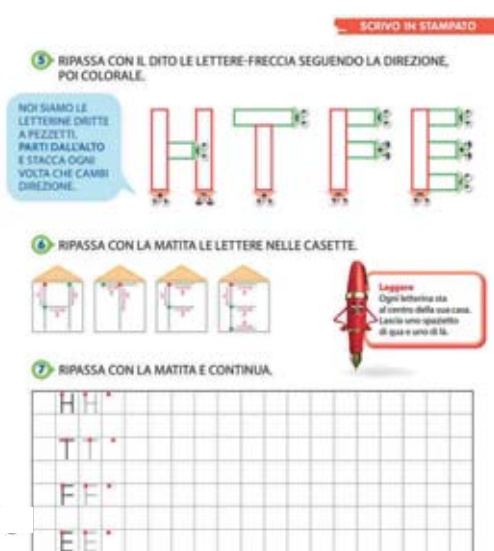 SCRIVO IN STAMPATO
5 RIPASSA CON IL DITO LE LETTERE-FRECCIA SEGUENDO LA DIREZIONE,
POI COLORALE.
NOI SIAMO LE
LETTERINE DRITTE
A PEZZETTI.
PARTI DALL'ALTO
E STACCA OGNI
VOLTA CHE CAMBI
DIREZIONE.
H T F E
6 RIPASSA CON LA MATITA LE LETTERE NELLE CASETTE.
Leggere
Ogni letterina sta
al centro della sua casa.
Lascia uno spazietto
di qua e uno di là.
7 RIPASSA CON LA MATITA E CONTINUA.
H H
T T
F F
E E